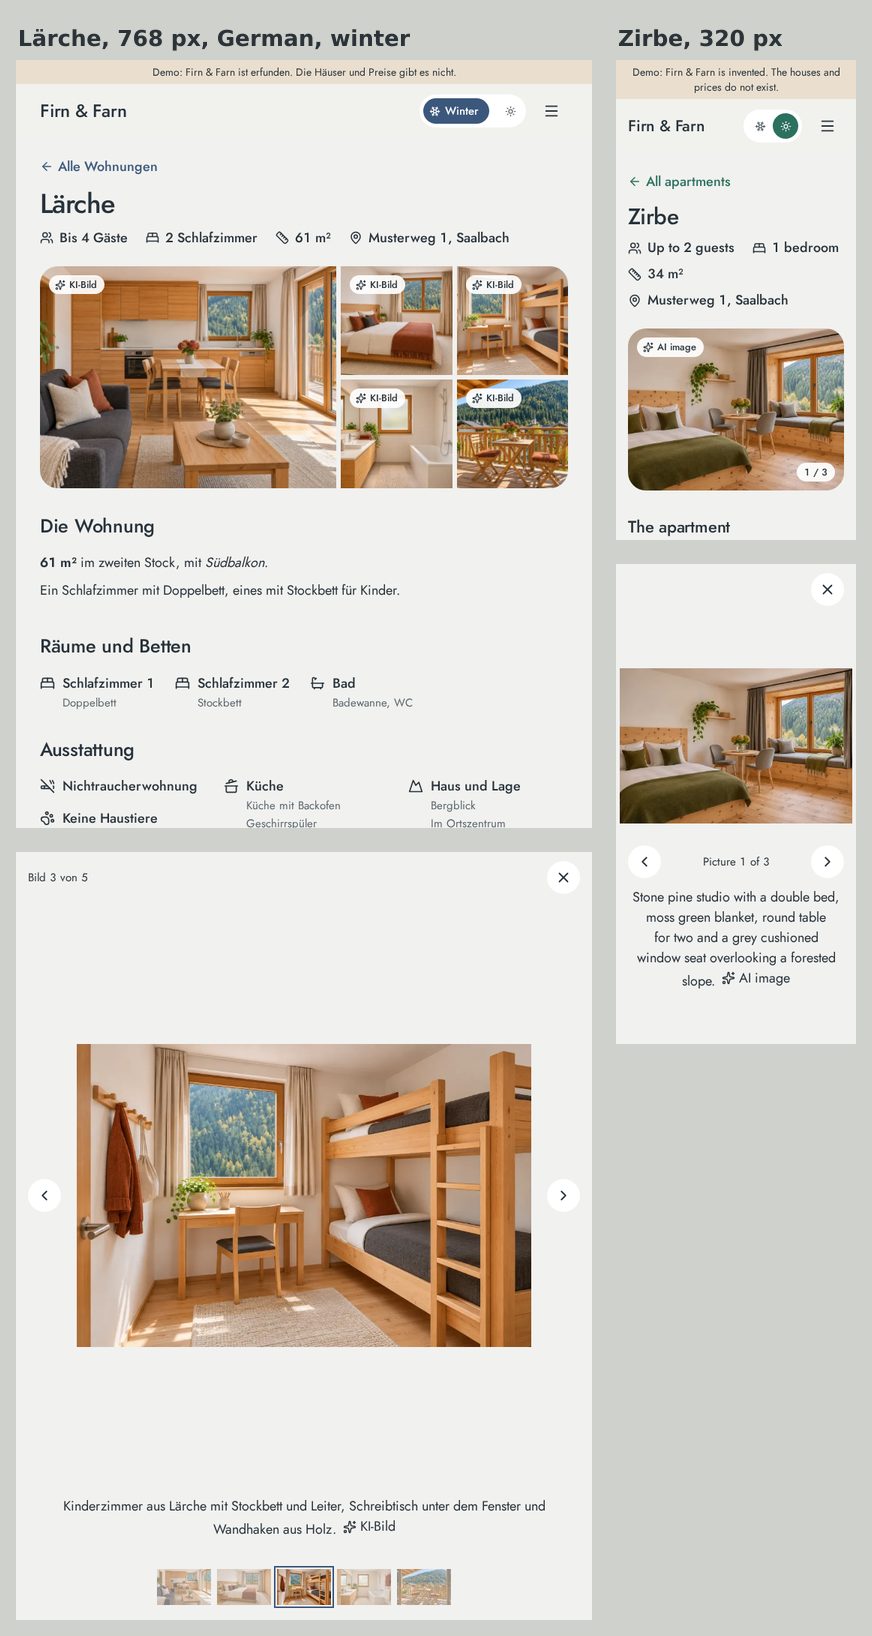 Lärche, 768 px, German, winter
Demo: Firn & Farn ist erfunden. Die Häuser und Preise gibt es nicht.
Firn & Farn
Winter
Alle Wohnungen
Lärche
Bis 4 Gäste
2 Schlafzimmer
61 m²
Musterweg 1, Saalbach
KI-Bild
KI-Bild
KI-Bild
KI-Bild
KI-Bild
Die Wohnung
61 m² im zweiten Stock, mit Südbalkon.
Ein Schlafzimmer mit Doppelbett, eines mit Stockbett für Kinder.
Räume und Betten
Schlafzimmer 1
Doppelbett
Schlafzimmer 2
Stockbett
Bad
Badewanne, WC
Ausstattung
Nichtraucherwohnung
Keine Haustiere
Küche
Küche mit Backofen
Geschirrspüler
Haus und Lage
Bergblick
Im Ortszentrum
Bild 3 von 5
Kinderzimmer aus Lärche mit Stockbett und Leiter, Schreibtisch unter dem Fenster und
Wandhaken aus Holz. KI-Bild
Zirbe, 320 px
Demo: Firn & Farn is invented. The houses and
prices do not exist.
Firn & Farn
All apartments
Zirbe
Up to 2 guests
1 bedroom
34 m²
Musterweg 1, Saalbach
AI image
1 / 3
The apartment
Picture 1 of 3
Stone pine studio with a double bed,
moss green blanket, round table
for two and a grey cushioned
window seat overlooking a forested
slope. AI image